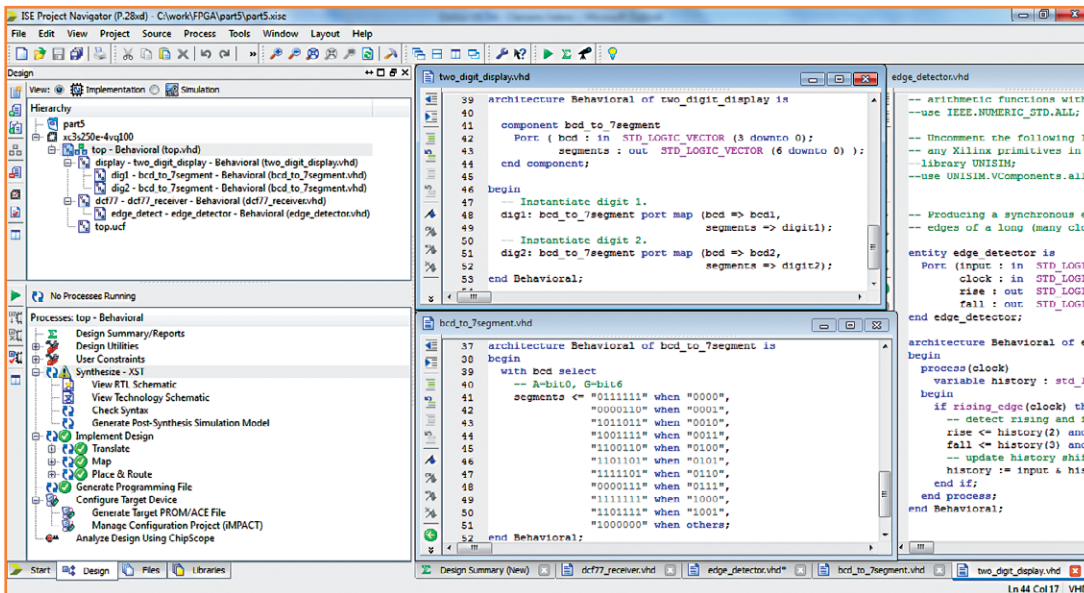 ISE Project Navigator (P.28xd) - C:\work\FPGA\part5\part5.xise
File Edit View Project Source Process Tools Window Layout Help
Design
View: Implementation Simulation
Hierarchy
part5
xc3s250e-4vq100
top - Behavioral (top.vhd)
display - two_digit_display - Behavioral (two_digit_display.vhd)
dig1 - bcd_to_7segment - Behavioral (bcd_to_7segment.vhd)
dig2 - bcd_to_7segment - Behavioral (bcd_to_7segment.vhd)
dcf77 - dcf77_receiver - Behavioral (dcf77_receiver.vhd)
edge_detect - edge_detector - Behavioral (edge_detector.vhd)
top.ucf
No Processes Running
Processes: top - Behavioral
Design Summary/Reports
Design Utilities
User Constraints
Synthesize - XST
View RTL Schematic
View Technology Schematic
Check Syntax
Generate Post-Synthesis Simulation Model
Implement Design
Translate
Map
Place & Route
Generate Programming File
Configure Target Device
Generate Target PROM/ACE File
Manage Configuration Project (iMPACT)
Analyze Design Using ChipScope
Start Design Files Libraries
two_digit_display.vhd
39 architecture Behavioral of two_digit_display is
40
41 component bcd_to_7segment
42 Port ( bcd : in STD_LOGIC_VECTOR (3 downto 0);
43 segments : out STD_LOGIC_VECTOR (6 downto 0) );
44 end component;
45
46 begin
47 -- Instantiate digit 1.
48 dig1: bcd_to_7segment port map (bcd => bcd1,
49 segments => digit1);
50 -- Instantiate digit 2.
51 dig2: bcd_to_7segment port map (bcd => bcd2,
52 segments => digit2);
53 end Behavioral;
bcd_to_7segment.vhd
37 architecture Behavioral of bcd_to_7segment is
38 begin
39 with bcd select
40 -- A=bit0, G=bit6
41 segments <= "0111111" when "0000",
42 "0000110" when "0001",
43 "1011011" when "0010",
44 "1001111" when "0011",
45 "1100110" when "0100",
46 "1101101" when "0101",
47 "1111101" when "0110",
48 "0000111" when "0111",
49 "1111111" when "1000",
50 "1101111" when "1001",
51 "1000000" when others;
52 end Behavioral;
edge_detector.vhd
-- arithmetic functions with
--use IEEE.NUMERIC_STD.ALL;
-- Uncomment the following l
-- any Xilinx primitives in
--library UNISIM;
--use UNISIM.VComponents.all
-- Producing a synchronous e
-- edges of a long (many clo
entity edge_detector is
Port (input : in STD_LOGI
clock : in STD_LOGI
rise : out STD_LOGI
fall : out STD_LOGI
end edge_detector;
architecture Behavioral of e
begin
process(clock)
variable history : std_l
begin
if rising_edge(clock) th
-- detect rising and f
rise <= history(2) and
fall <= history(3) and
-- update history shif
history := input & his
end if;
end process;
end Behavioral;
Design Summary (New) dcf77_receiver.vhd edge_detector.vhd* bcd_to_7segment.vhd two_digit_display.vhd
Ln 44 Col 17 VH